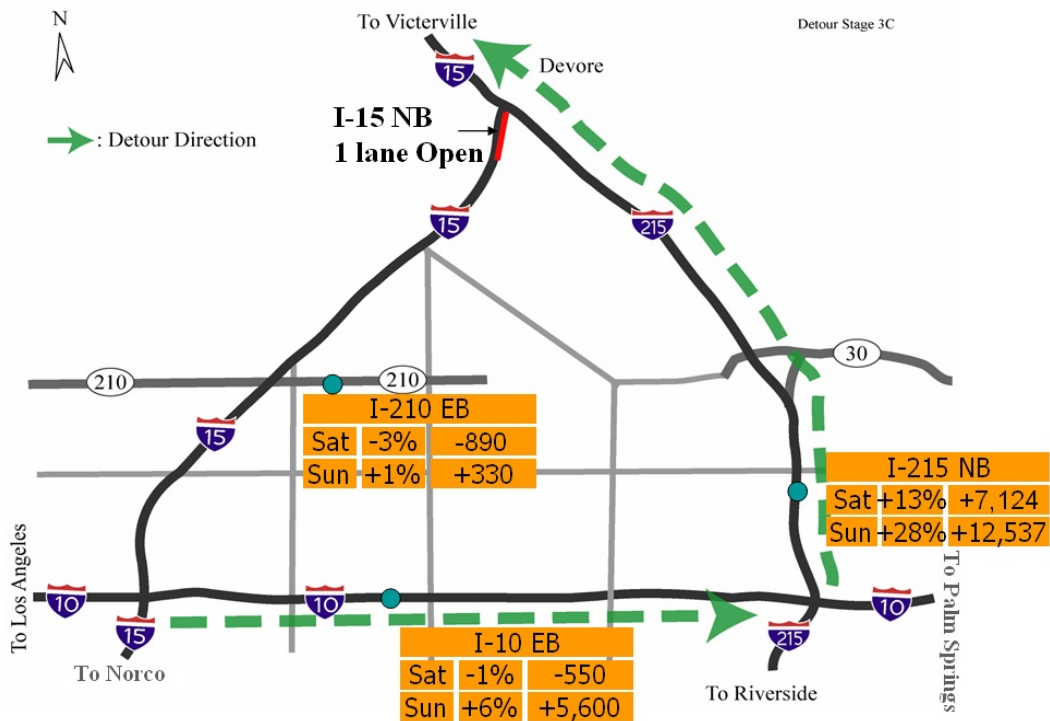 To Victerville
N
Detour Stage 3C
15
Devore
I-15 NB
1 lane Open
: Detour Direction
15
215
30
210
210
I-210 EB
Sat -3% -890
Sun +1% +330
15
I-215 NB
Sat +13% +7,124
Sun +28% +12,537
To Los Angeles
To Palm Springs
10
10
10
15
215
I-10 EB
Sat -1% -550
Sun +6% +5,600
To Norco
To Riverside